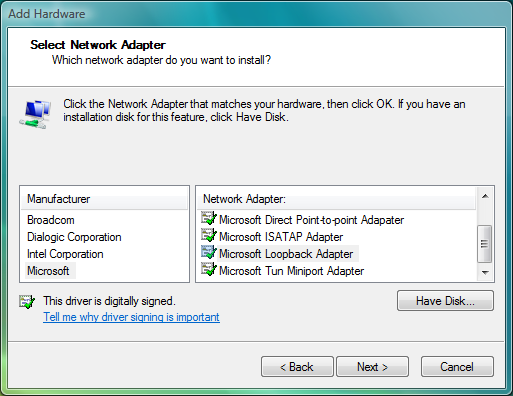 Add Hardware
Select Network Adapter
Which network adapter do you want to install?
Click the Network Adapter that matches your hardware, then click OK. If you have an
installation disk for this feature, click Have Disk.
Manufacturer
Broadcom
Dialogic Corporation
Intel Corporation
Microsoft
Network Adapter:
Microsoft Direct Point-to-point Adapater
Microsoft ISATAP Adapter
Microsoft Loopback Adapter
Microsoft Tun Miniport Adapter
This driver is digitally signed.
Tell me why driver signing is important
Have Disk...
< Back
Next >
Cancel